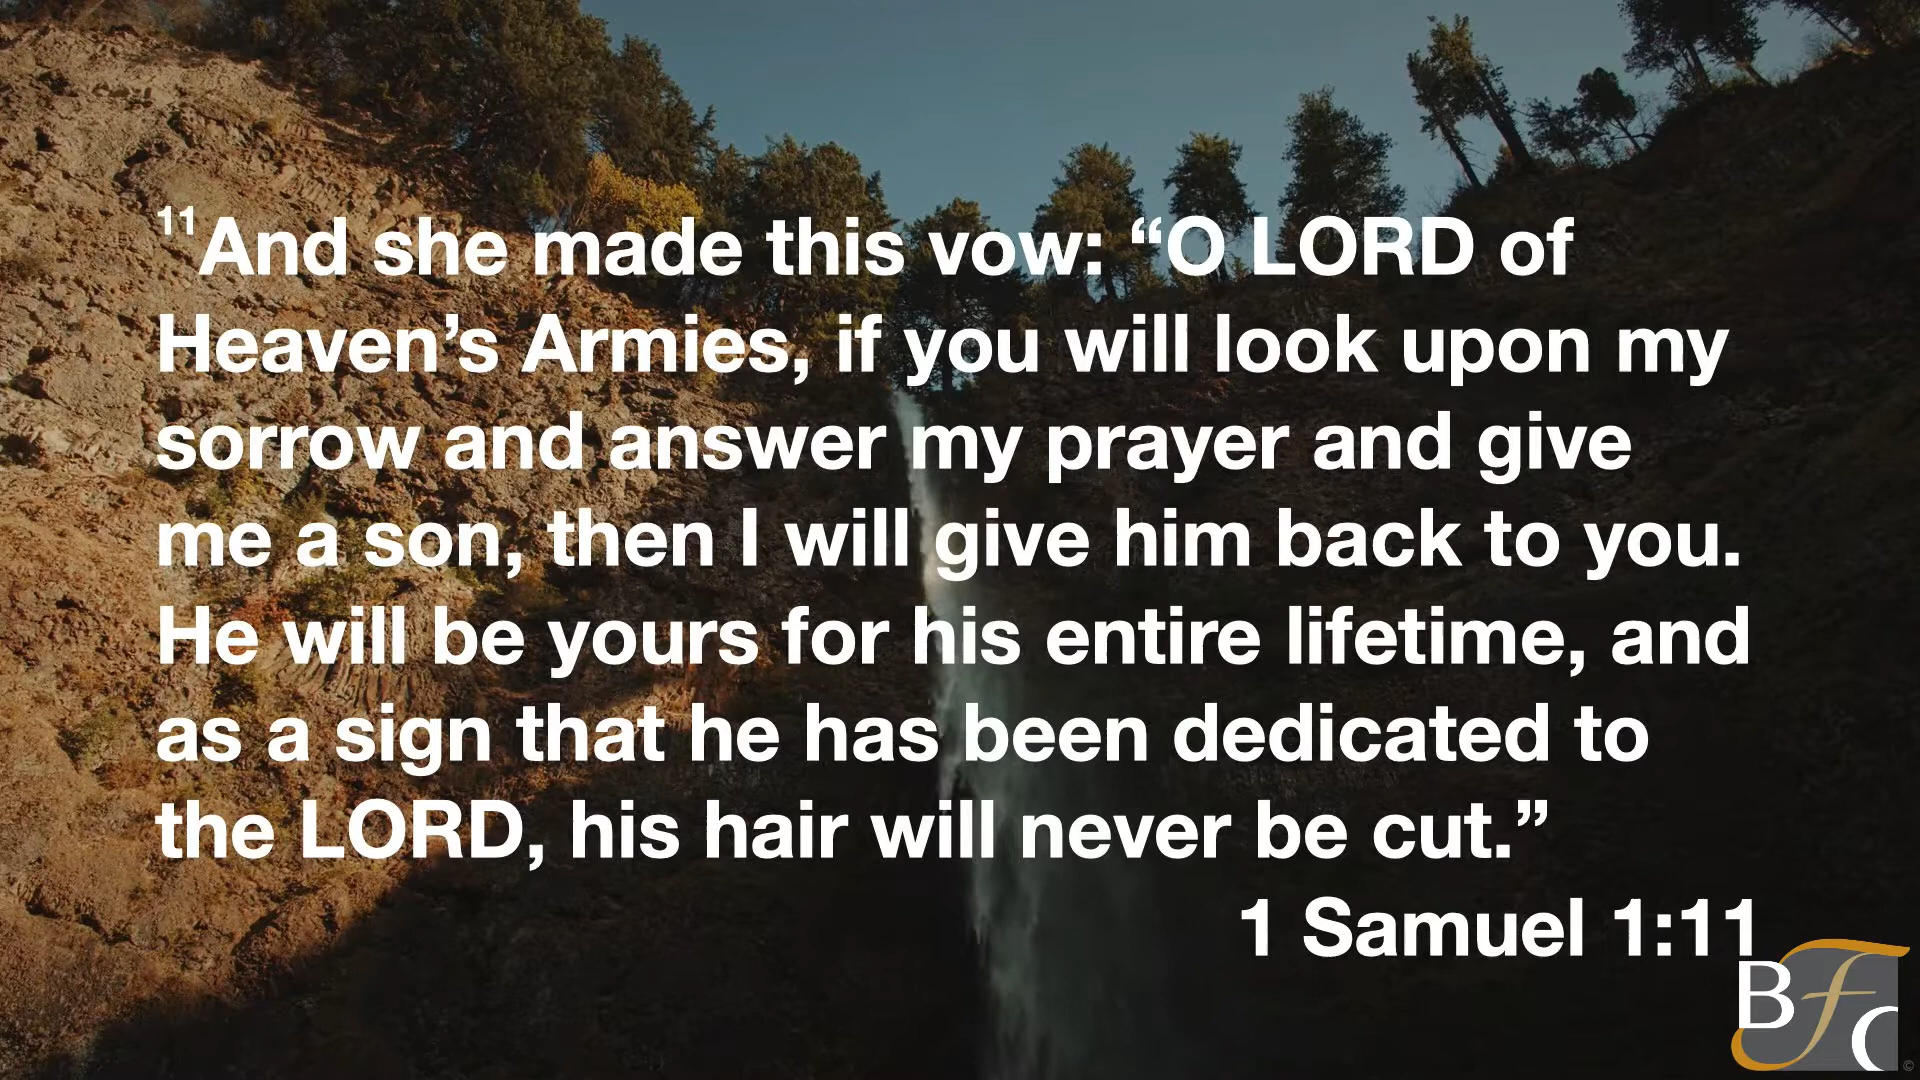 ¹¹And she made this vow: “O LORD of
Heaven’s Armies, if you will look upon my
sorrow and answer my prayer and give
me a son, then I will give him back to you.
He will be yours for his entire lifetime, and
as a sign that he has been dedicated to
the LORD, his hair will never be cut.”
1 Samuel 1:11
BFC
©